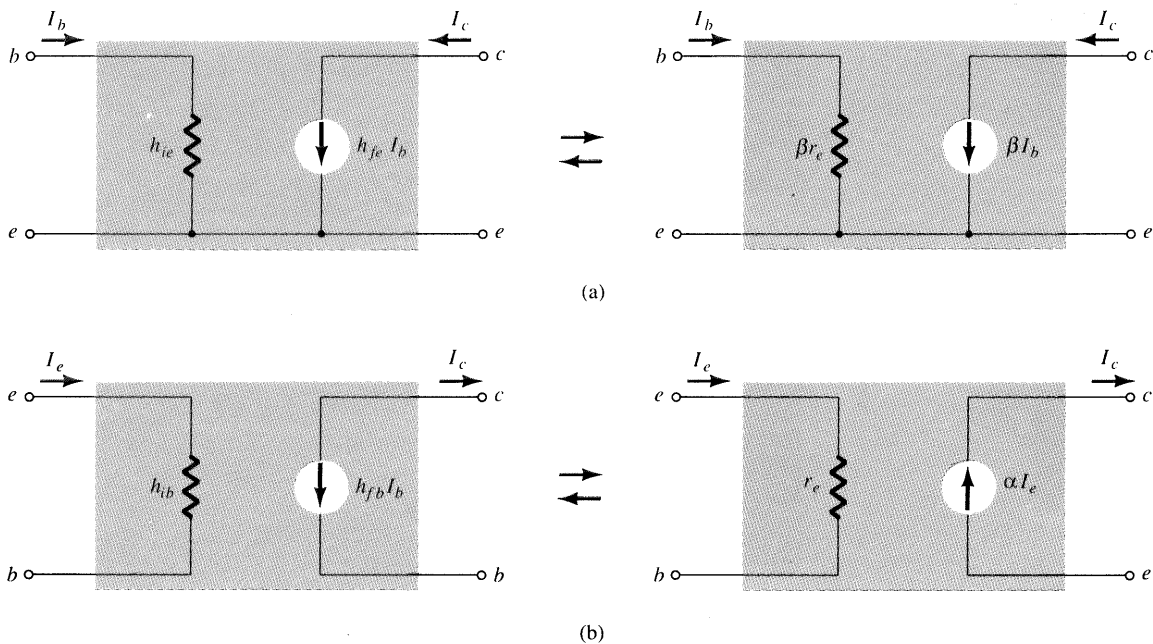 I_b I_c I_b I_c
b c b c
h_ie h_fe I_b βr_e βI_b
e e e e
(a)
I_e I_c I_e I_c
e c e c
h_ib h_fb I_b r_e αI_e
b b b e
(b)